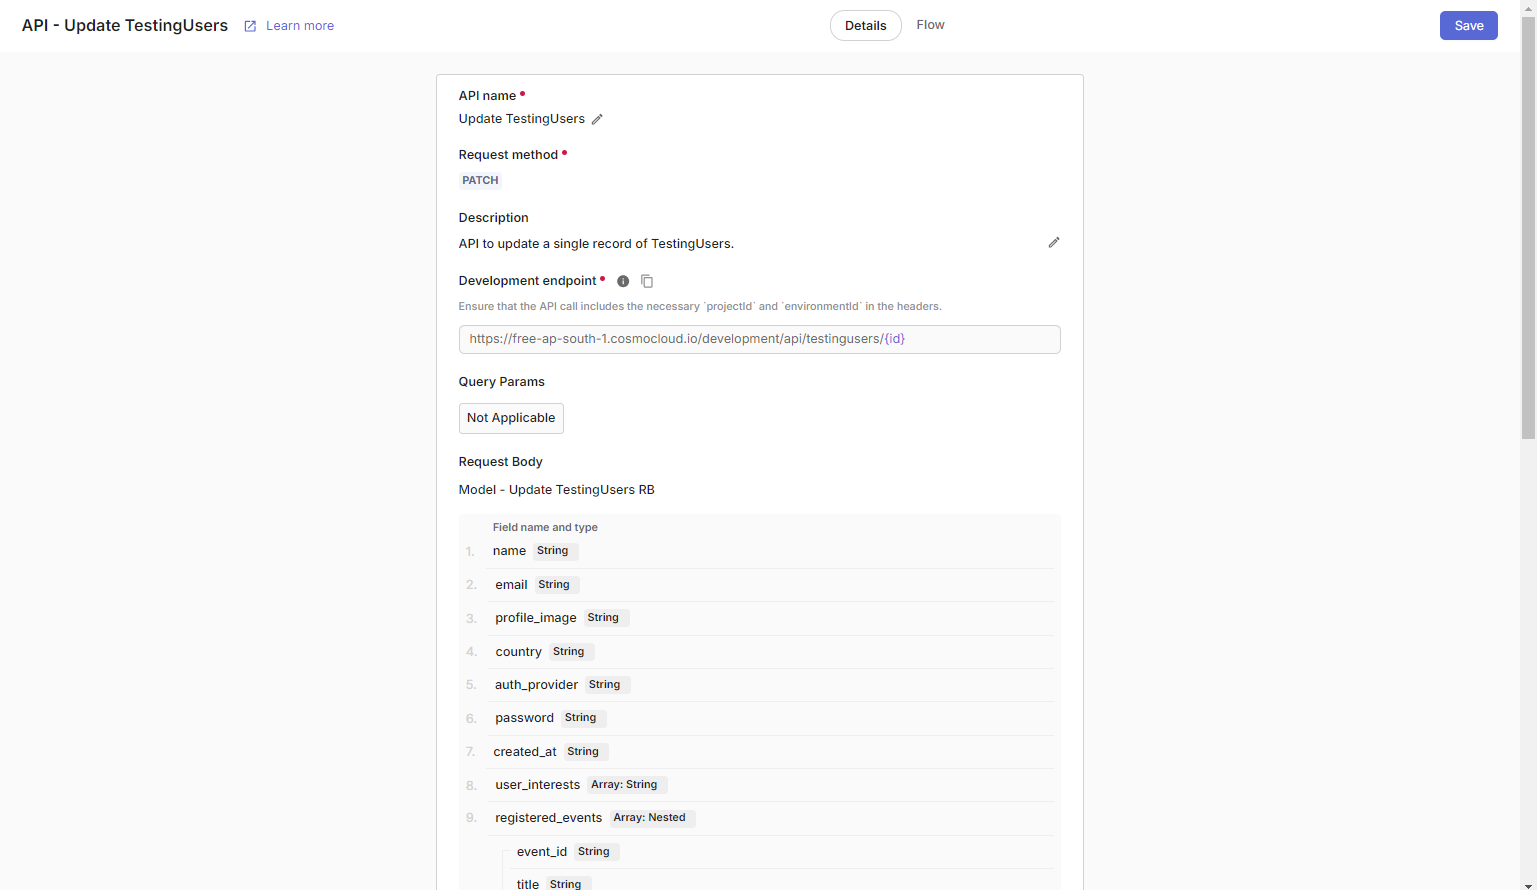 API - Update TestingUsers
Learn more
Details
Flow
Save
API name
Update TestingUsers
Request method
PATCH
Description
API to update a single record of TestingUsers.
Development endpoint
Ensure that the API call includes the necessary `projectId` and `environmentId` in the headers.
https://free-ap-south-1.cosmocloud.io/development/api/testingusers/{id}
Query Params
Not Applicable
Request Body
Model - Update TestingUsers RB
Field name and type
1. name String
2. email String
3. profile_image String
4. country String
5. auth_provider String
6. password String
7. created_at String
8. user_interests Array: String
9. registered_events Array: Nested
event_id String
title String